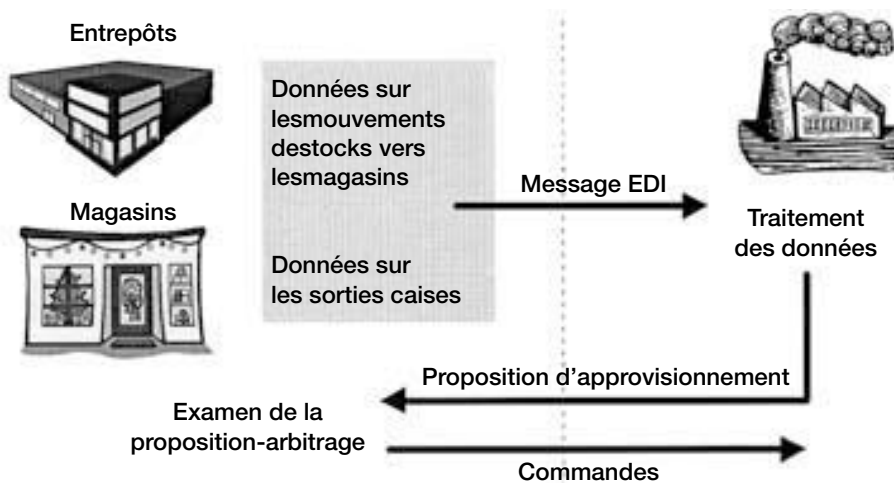 Entrepôts
Données sur
lesmouvements
destocks vers
lesmagasins
Message EDI
Magasins
Traitement
des données
Données sur
les sorties caises
Proposition d’approvisionnement
Examen de la
proposition-arbitrage
Commandes